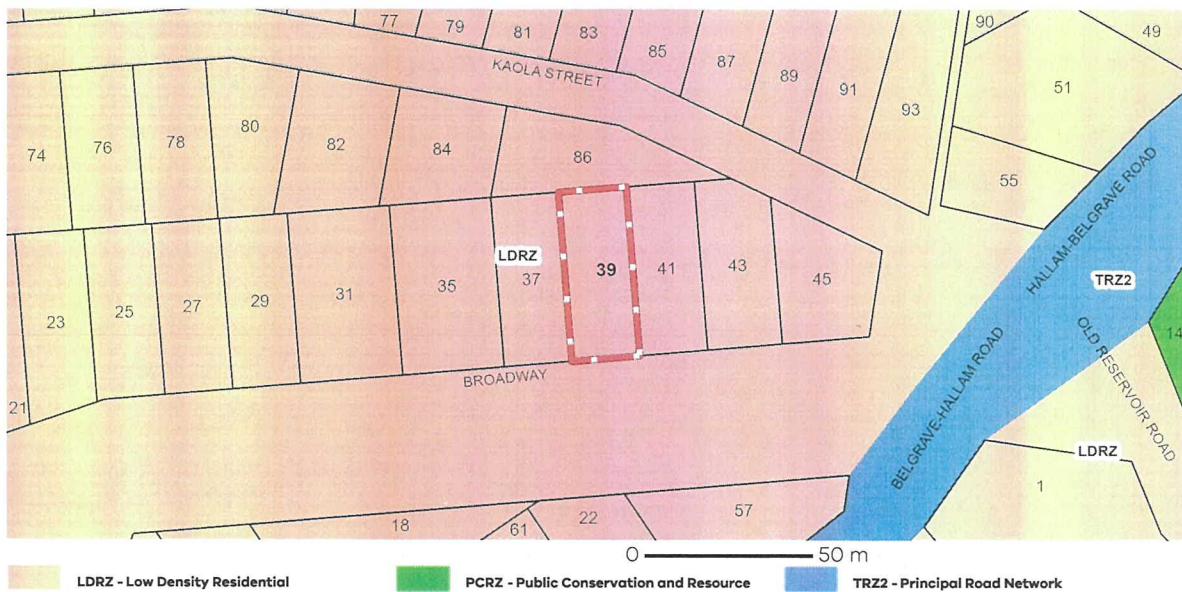 77 79 81 83 85 87 89 91 93 90 49
KAOLA STREET
51
74 76 78 80 82 84 86
55
HALLAM-BELGRAVE ROAD
TRZ2
LDRZ
23 25 27 29 31 35 37 39 41 43 45
14
OLD RESERVOIR ROAD
BROADWAY
21
BELGRAVE-HALLAM ROAD
LDRZ
18 61 22 57 1
0 50 m
LDRZ - Low Density Residential PCRZ - Public Conservation and Resource TRZ2 - Principal Road Network